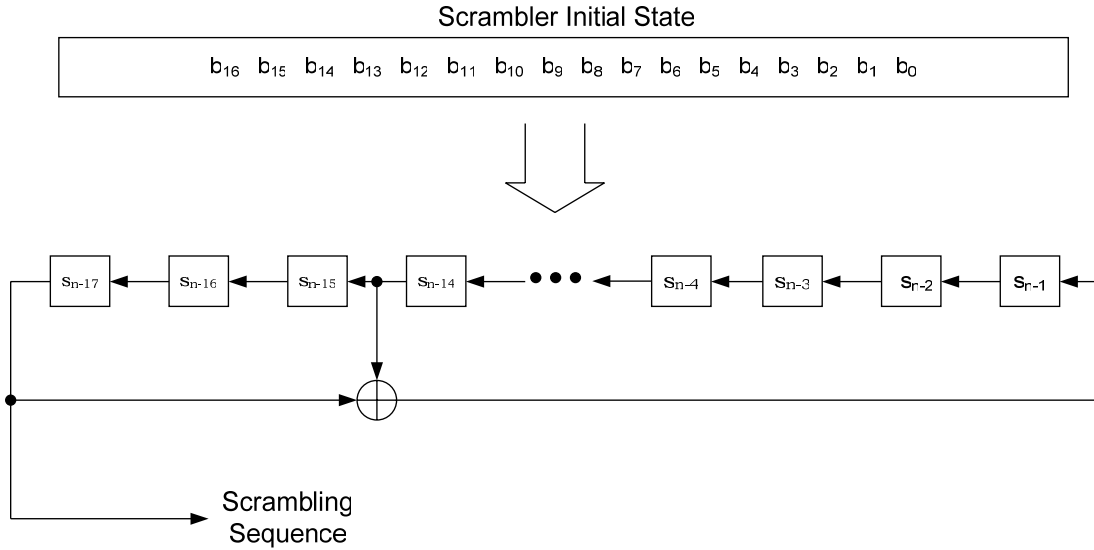 Scrambler Initial State
b₁₆ b₁₅ b₁₄ b₁₃ b₁₂ b₁₁ b₁₀ b₉ b₈ b₇ b₆ b₅ b₄ b₃ b₂ b₁ b₀
Sₙ₋₁₇ Sₙ₋₁₆ Sₙ₋₁₅ Sₙ₋₁₄ Sₙ₋₄ Sₙ₋₃ Sₙ₋₂ Sₙ₋₁
Scrambling
Sequence